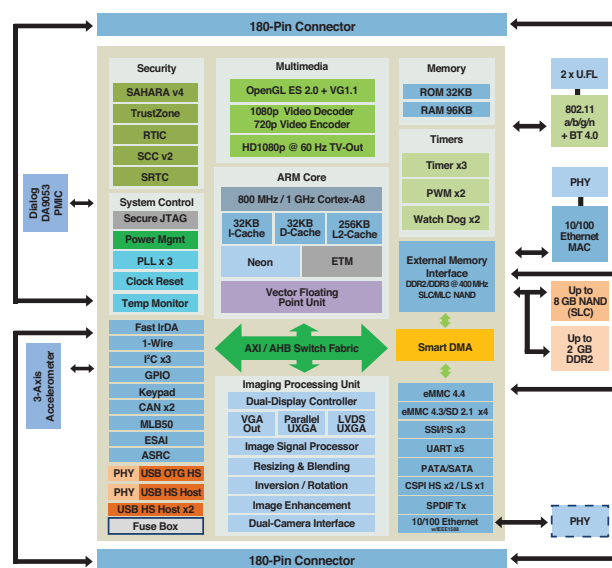 180-Pin Connector
Security
SAHARA v4
TrustZone
RTIC
SCC v2
SRTC
System Control
Secure JTAG
Power Mgmt
PLL x 3
Clock Reset
Temp Monitor
Fast IrDA
1-Wire
I²C x3
GPIO
Keypad
CAN x2
MLB50
ESAI
ASRC
PHY USB OTG HS
PHY USB HS Host
USB HS Host x2
Fuse Box
Dialog
DA9053
PMIC
3-Axis
Accelerometer
Multimedia
OpenGL ES 2.0 + VG1.1
1080p Video Decoder
720p Video Encoder
HD1080p @ 60 Hz TV-Out
ARM Core
800 MHz / 1 GHz Cortex-A8
32KB
I-Cache
32KB
D-Cache
256KB
L2-Cache
Neon
ETM
Vector Floating
Point Unit
AXI / AHB Switch Fabric
Imaging Processing Unit
Dual-Display Controller
VGA
Out
Parallel
UXGA
LVDS
UXGA
Image Signal Processor
Resizing & Blending
Inversion / Rotation
Image Enhancement
Dual-Camera Interface
Memory
ROM 32KB
RAM 96KB
Timers
Timer x3
PWM x2
Watch Dog x2
External Memory
Interface
DDR2/DDR3 @ 400 MHz
SLC/MLC NAND
Smart DMA
eMMC 4.4
eMMC 4.3/SD 2.1 x4
SSI/I²S x3
UART x5
PATA/SATA
CSPI HS x2 / LS x1
SPDIF Tx
10/100 Ethernet
w/IEEE1588
2 x U.FL
802.11
a/b/g/n
+ BT 4.0
PHY
10/100
Ethernet
MAC
Up to
8 GB NAND
(SLC)
Up to
2 GB
DDR2
PHY
180-Pin Connector